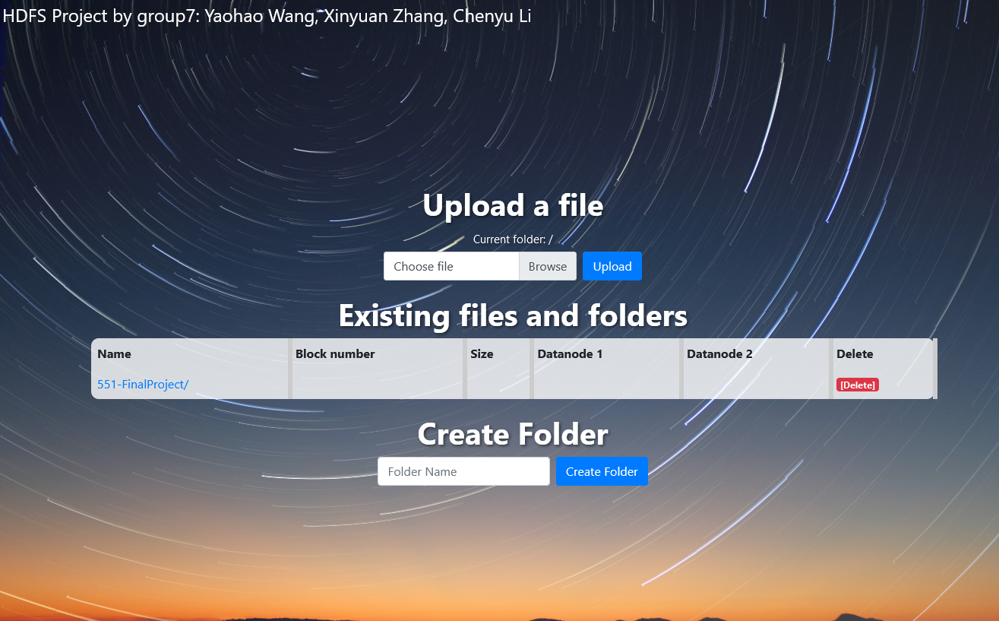 HDFS Project by group7: Yaohao Wang, Xinyuan Zhang, Chenyu Li
Upload a file
Current folder: /
Choose file Browse Upload
Existing files and folders
Name Block number Size Datanode 1 Datanode 2 Delete
551-FinalProject/ [Delete]
Create Folder
Folder Name Create Folder